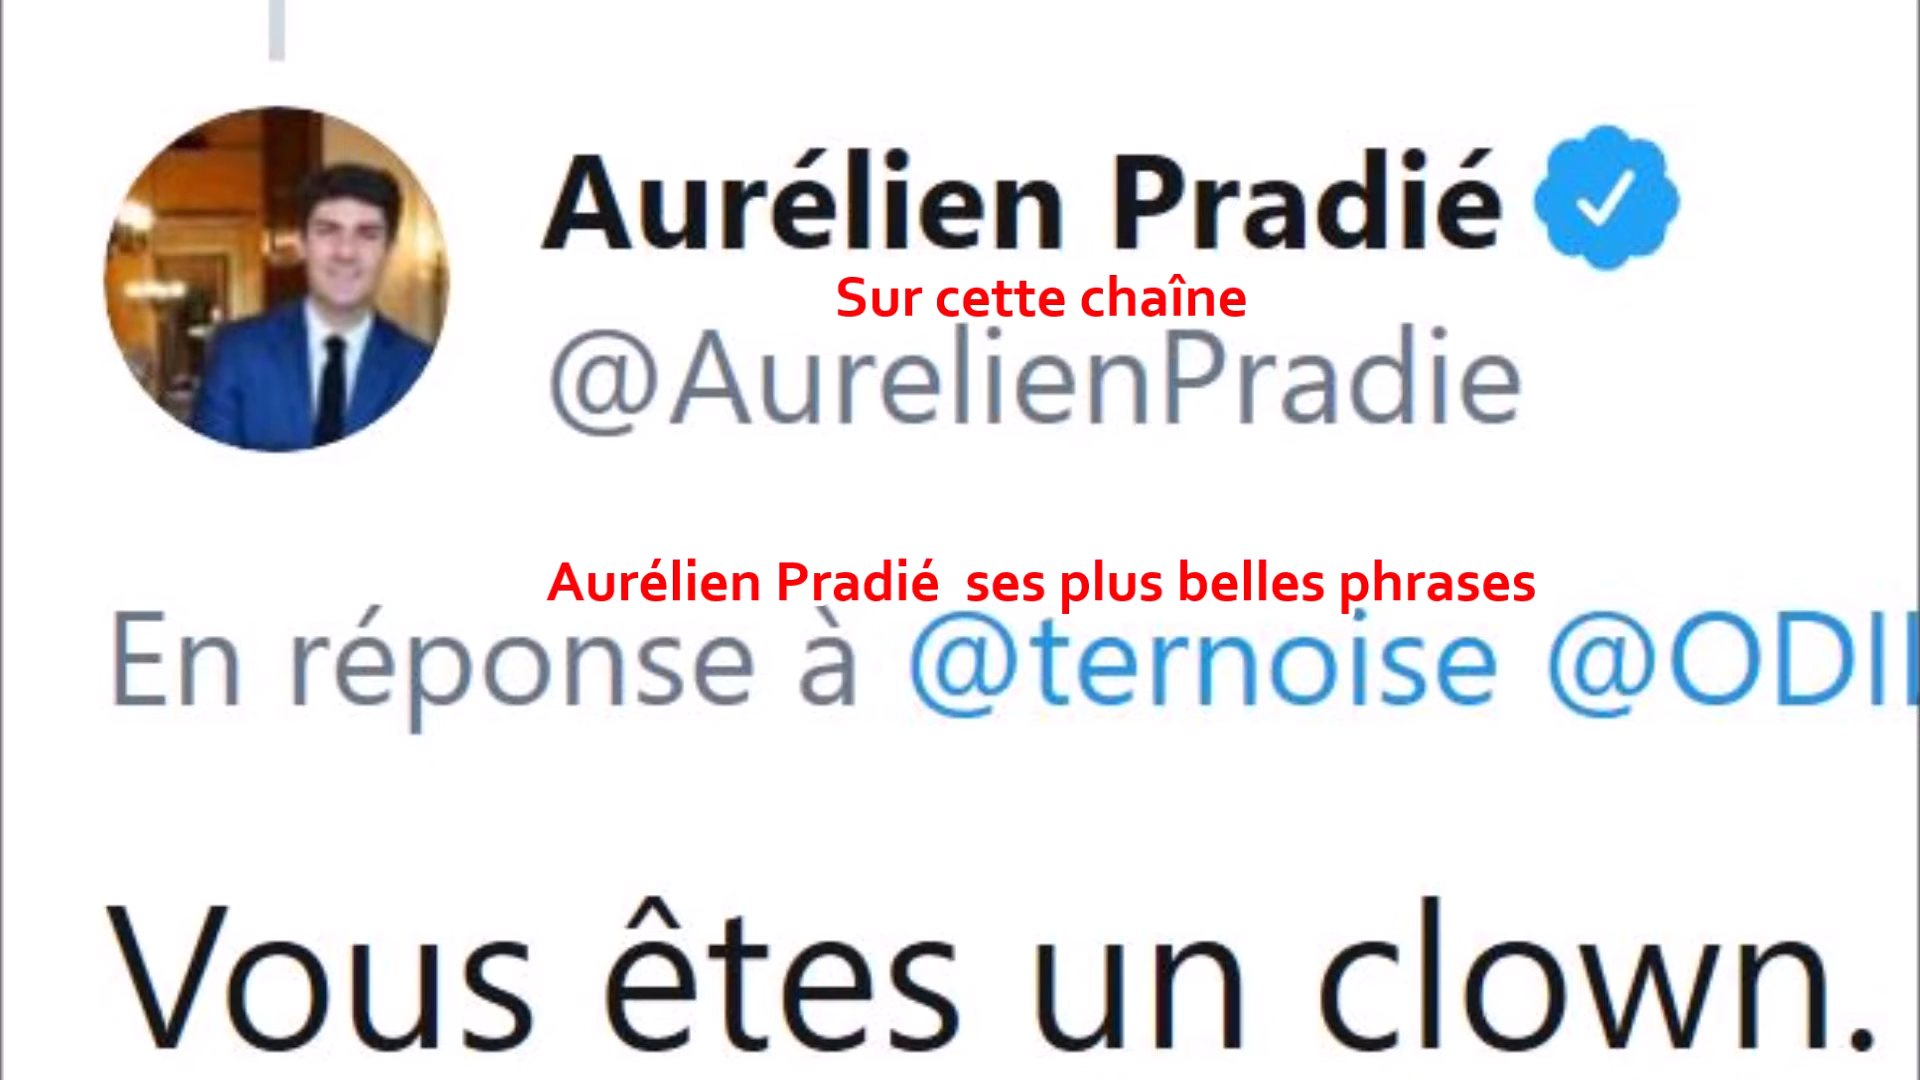 Aurélien Pradié
Sur cette chaîne
@AurelienPradie
Aurélien Pradié  ses plus belles phrases
En réponse à @ternoise @ODI
Vous êtes un clown.